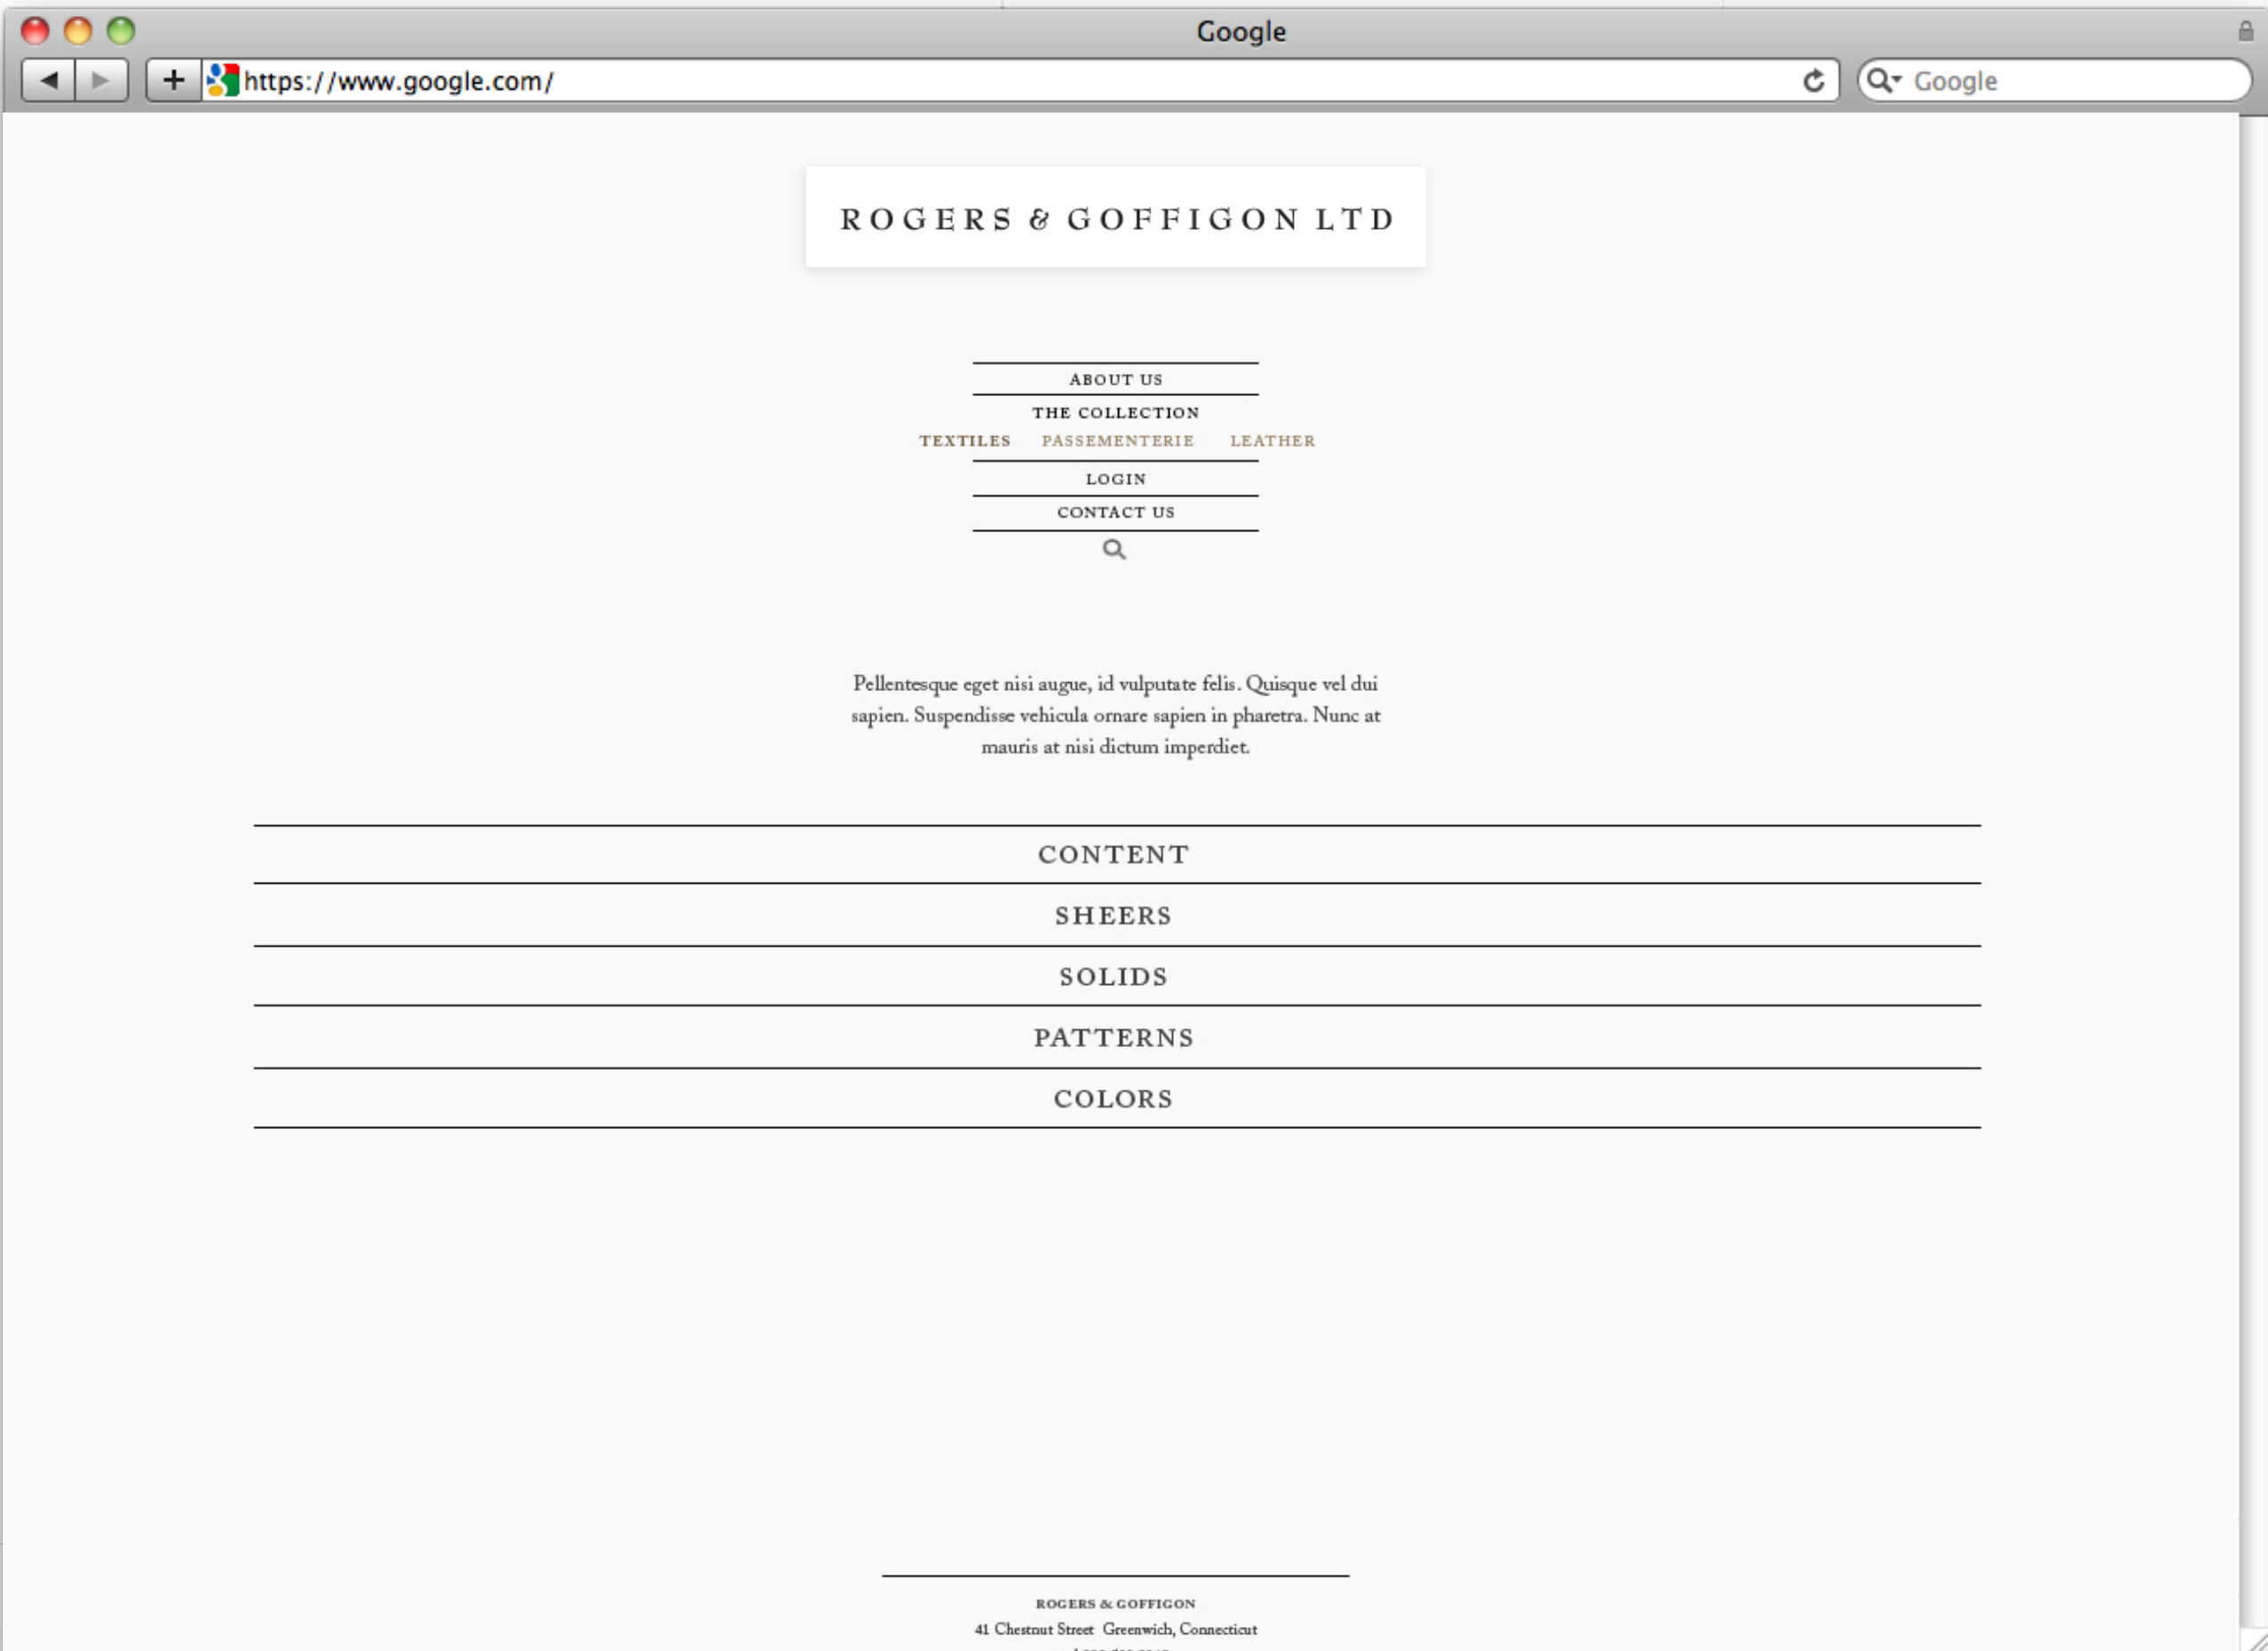 Google
https://www.google.com/
Google
ROGERS & GOFFIGON LTD
ABOUT US
THE COLLECTION
TEXTILES PASSEMENTERIE LEATHER
LOGIN
CONTACT US
Pellentesque eget nisi augue, id vulputate felis. Quisque vel dui
sapien. Suspendisse vehicula ornare sapien in pharetra. Nunc at
mauris at nisi dictum imperdiet.
CONTENT
SHEERS
SOLIDS
PATTERNS
COLORS
ROGERS & GOFFIGON
41 Chestnut Street Greenwich, Connecticut